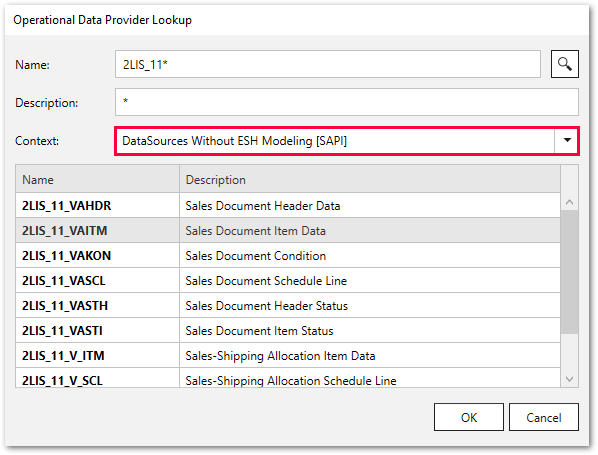 Operational Data Provider Lookup
Name: 2LIS_11*
Description: *
Context: DataSources Without ESH Modeling [SAPI]
Name Description
2LIS_11_VAHDR Sales Document Header Data
2LIS_11_VAITM Sales Document Item Data
2LIS_11_VAKON Sales Document Condition
2LIS_11_VASCL Sales Document Schedule Line
2LIS_11_VASTH Sales Document Header Status
2LIS_11_VASTI Sales Document Item Status
2LIS_11_V_ITM Sales-Shipping Allocation Item Data
2LIS_11_V_SCL Sales-Shipping Allocation Schedule Line
OK Cancel